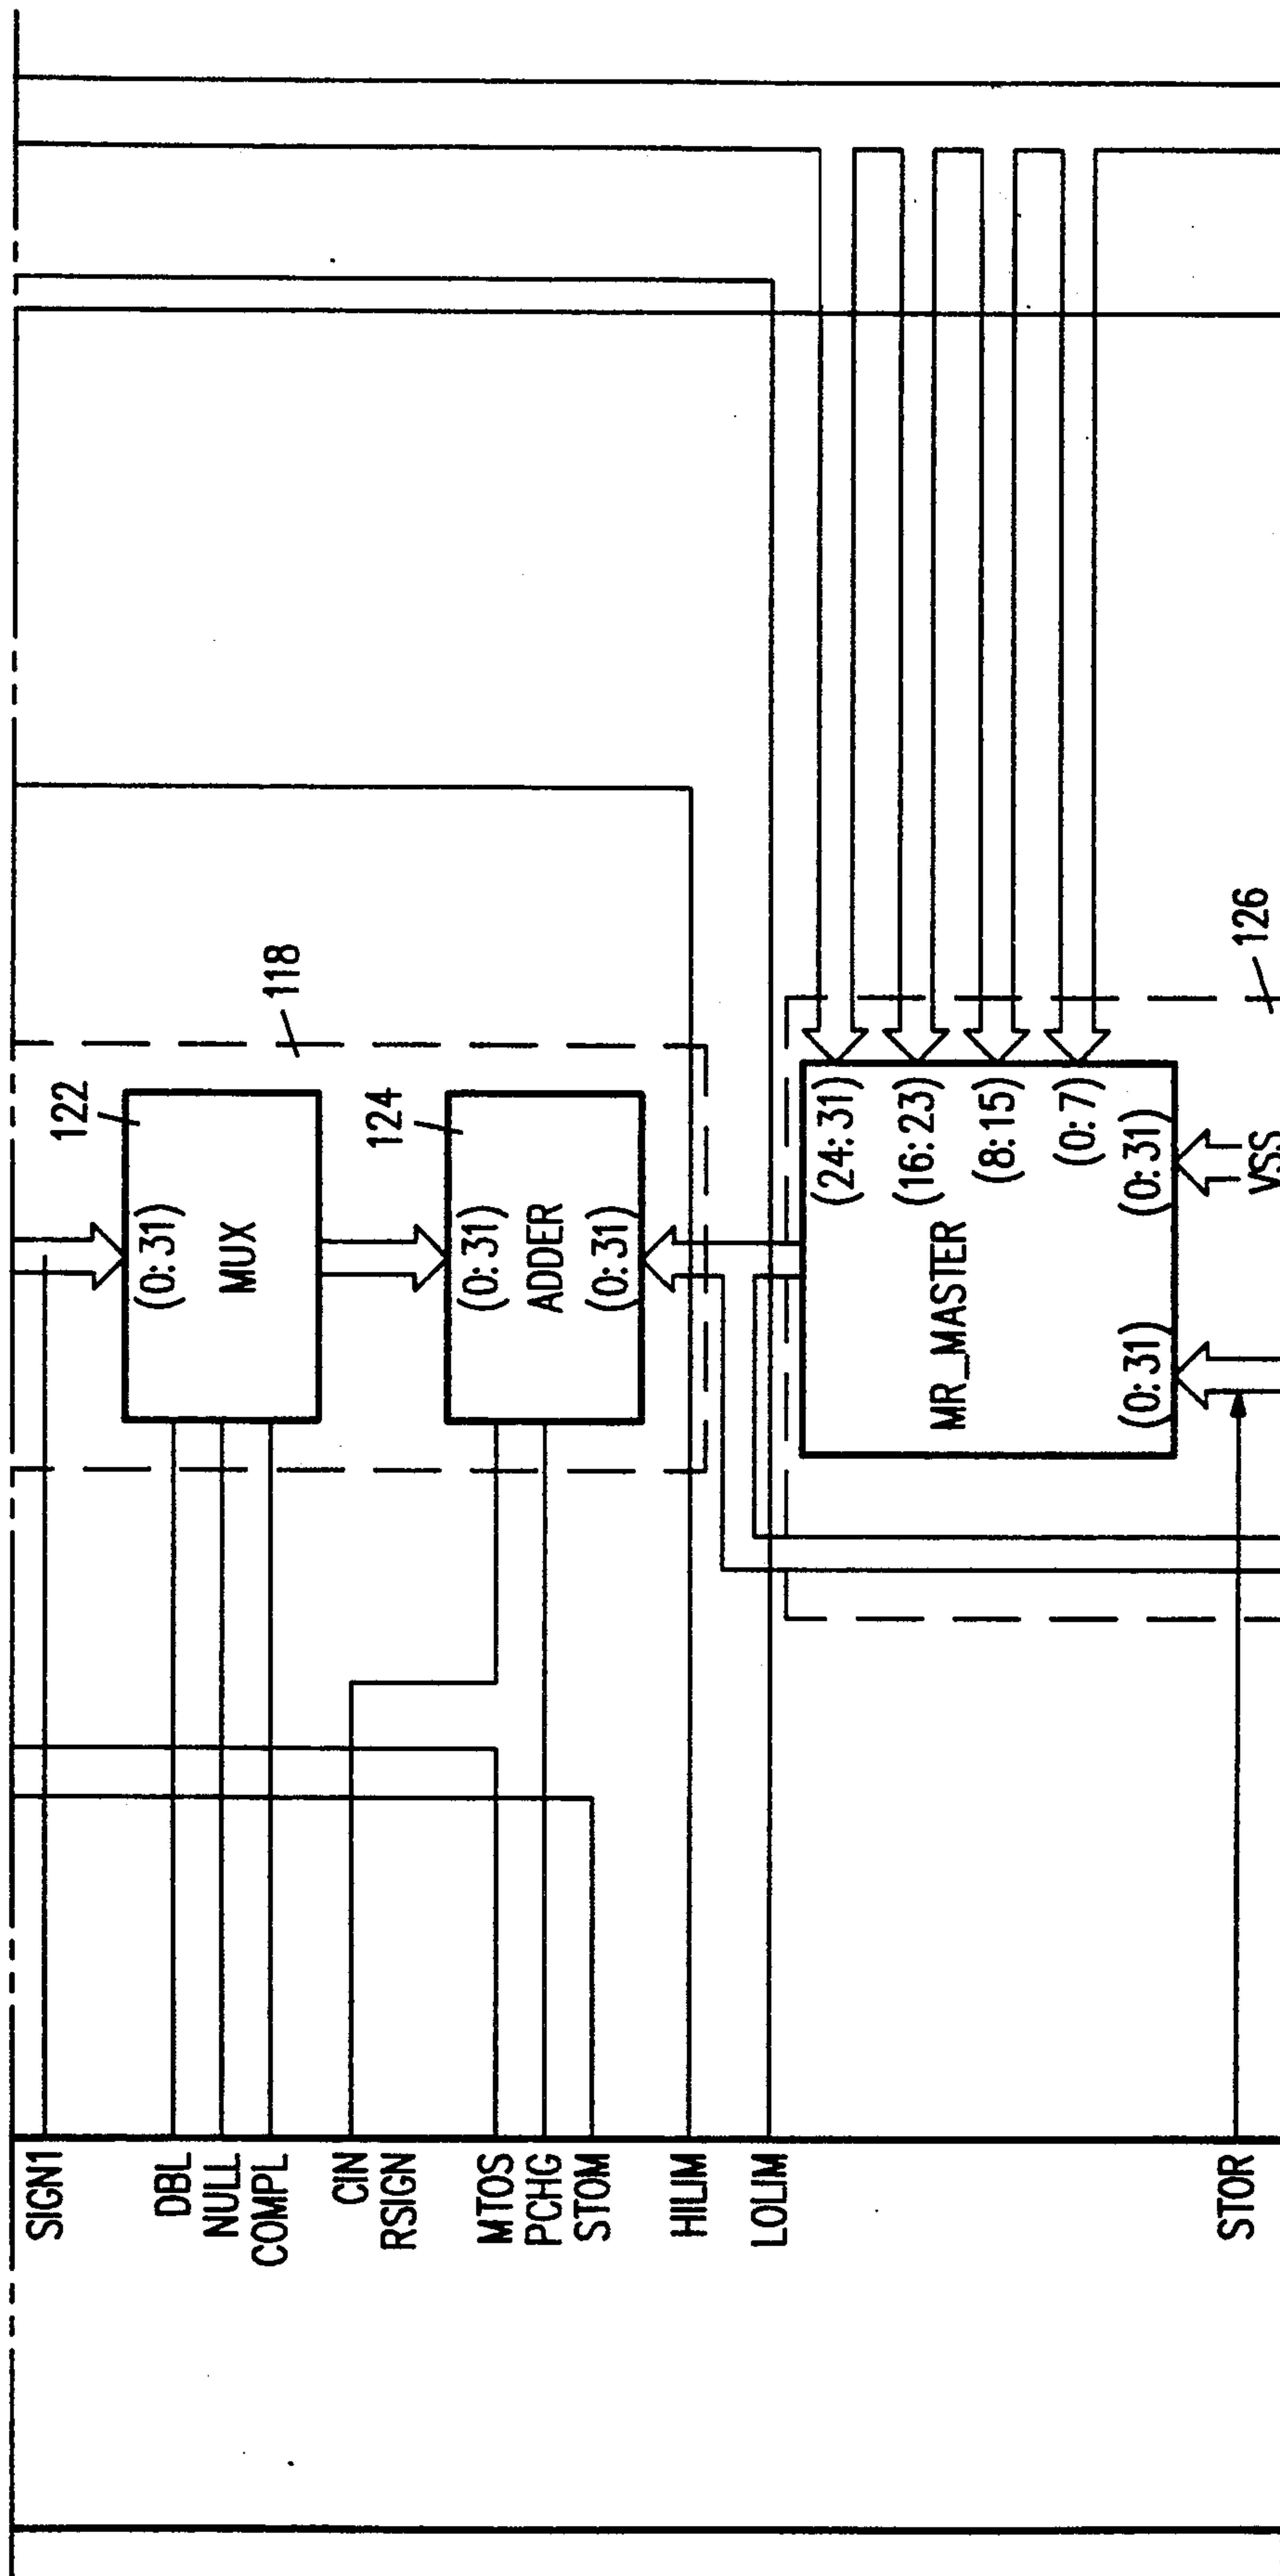 SIGN1
DBL
NULL
COMPL
CIN
RSIGN
MTOS
PCHG
STOM
HILIM
LOLIM
STOR
122
(0:31)
MUX
118
124
(0:31)
ADDER
(0:31)
(24:31)
(16:23)
MR_MASTER
(8:15)
(0:7)
(0:31)
(0:31)
126
VSS